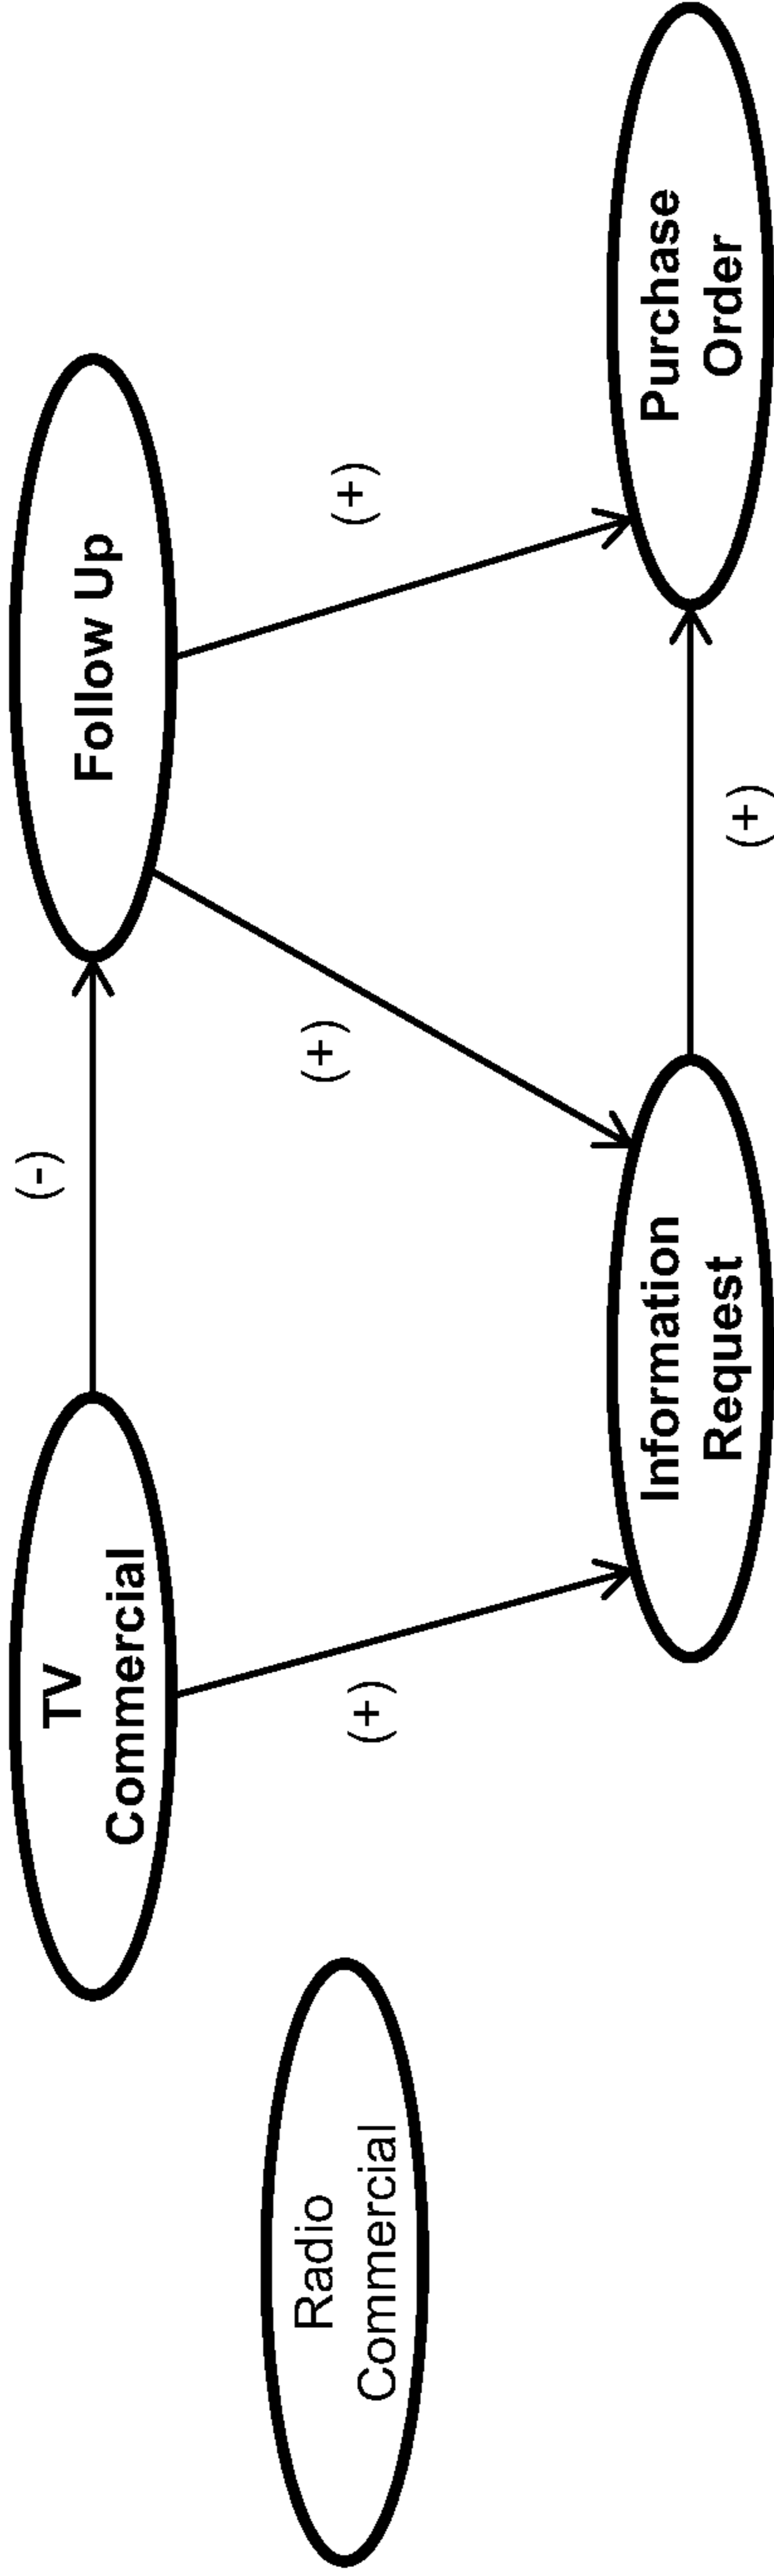 Radio
Commercial
TV
Commercial
(-)
Follow Up
(+)
(+)
(+)
Information
Request
(+)
Purchase
Order